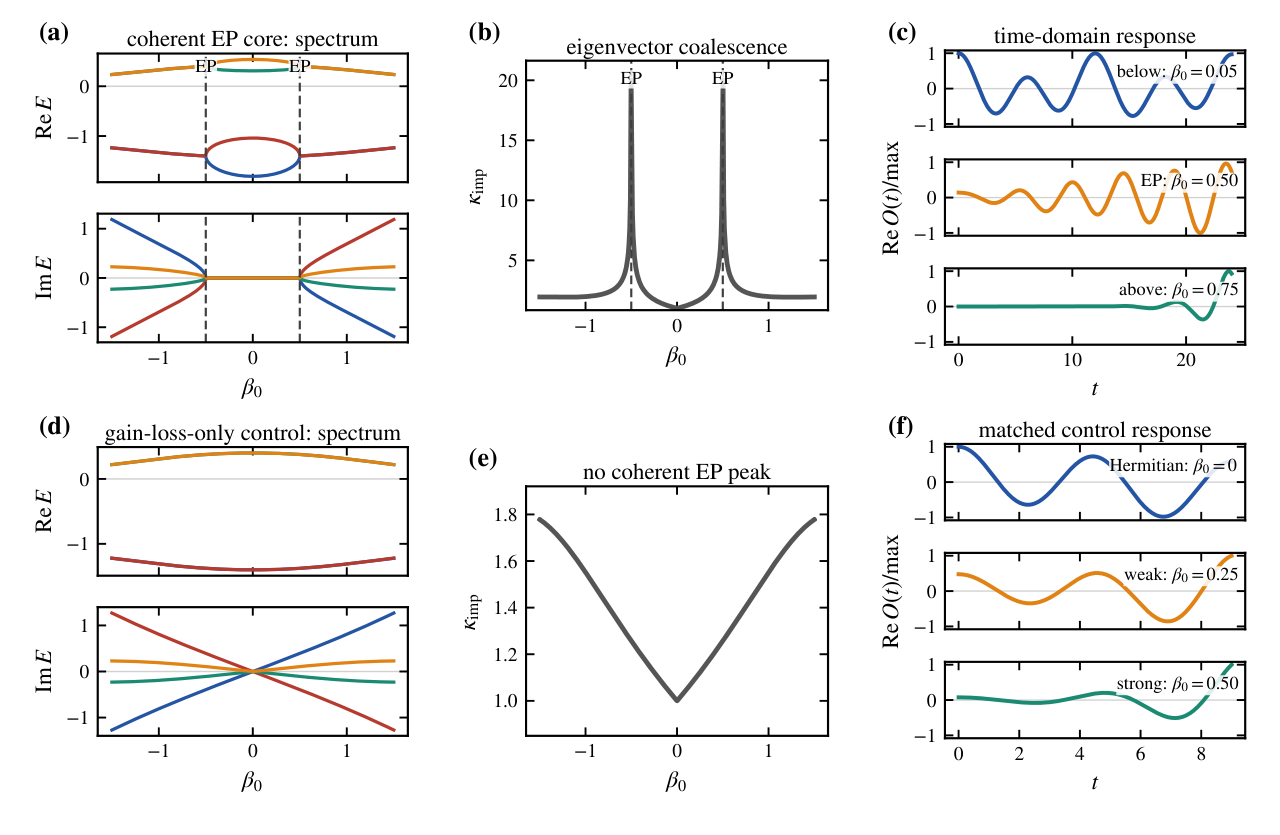 (a)
coherent EP core: spectrum
EP
EP
0
−1
Re E
1
0
−1
Im E
−1
0
1
β₀
(b)
eigenvector coalescence
EP
EP
20
15
10
5
κimp
−1
0
1
β₀
(c)
time-domain response
1
0
−1
below: β₀ = 0.05
1
0
−1
EP: β₀ = 0.50
Re O(t)/max
1
0
−1
above: β₀ = 0.75
0
10
20
t
(d)
gain-loss-only control: spectrum
0
−1
Re E
1
0
−1
Im E
−1
0
1
β₀
(e)
no coherent EP peak
1.8
1.6
1.4
1.2
1.0
κimp
−1
0
1
β₀
(f)
matched control response
1
0
−1
Hermitian: β₀ = 0
1
0
−1
weak: β₀ = 0.25
Re O(t)/max
1
0
−1
strong: β₀ = 0.50
0
2
4
6
8
t